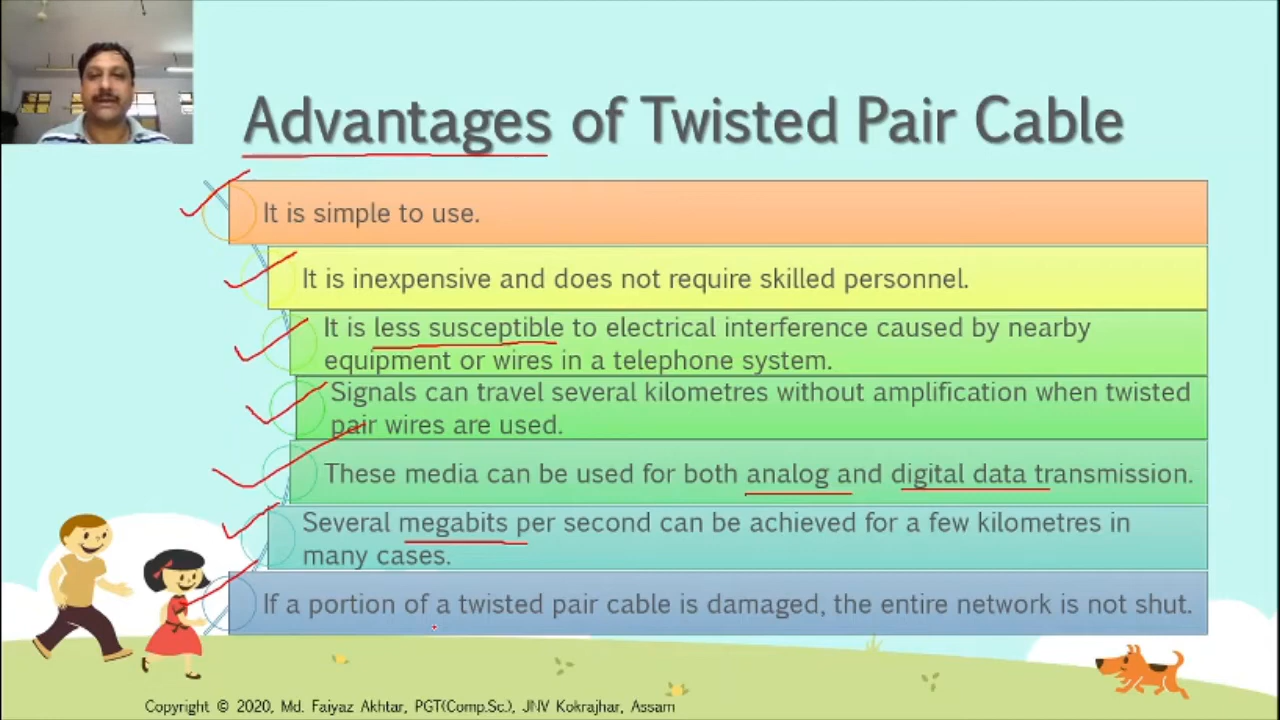 Advantages of Twisted Pair Cable
It is simple to use.
It is inexpensive and does not require skilled personnel.
It is less susceptible to electrical interference caused by nearby
equipment or wires in a telephone system.
Signals can travel several kilometres without amplification when twisted
pair wires are used.
These media can be used for both analog and digital data transmission.
Several megabits per second can be achieved for a few kilometres in
many cases.
If a portion of a twisted pair cable is damaged, the entire network is not shut.
Copyright © 2020, Md. Faiyaz Akhtar, PGT(Comp.Sc.), JNV Kokrajhar, Assam